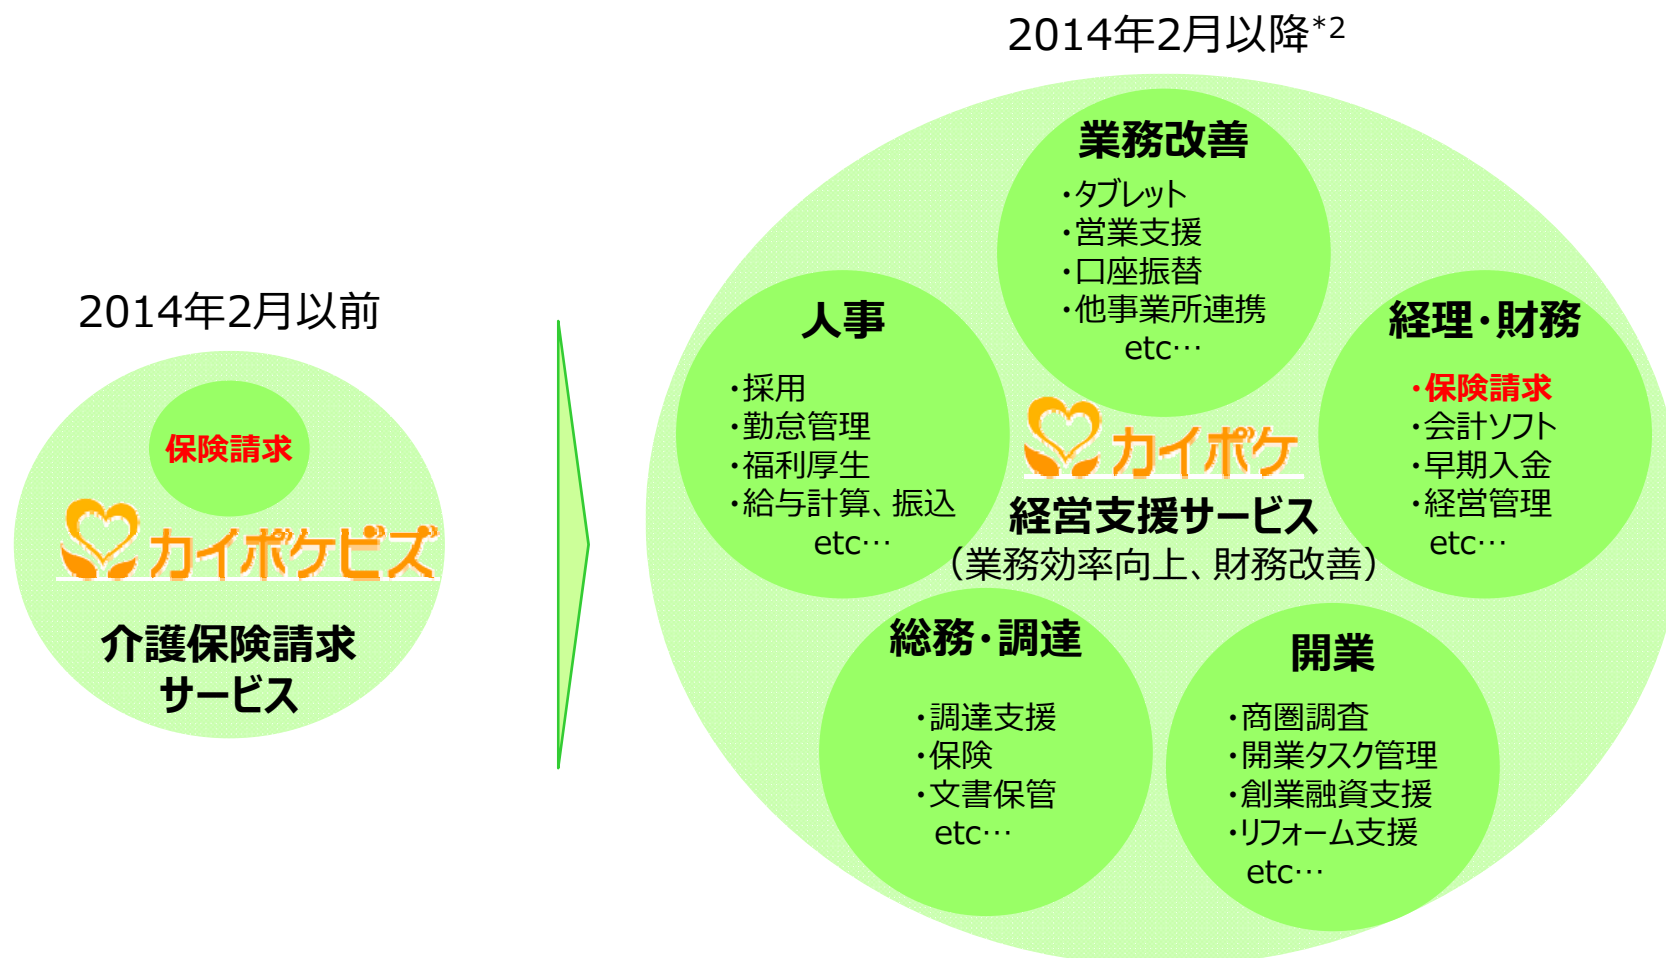 2014年2月以前
保険請求
カイポケビズ
介護保険請求
サービス
2014年2月以降*2
業務改善
・タブレット
・営業支援
・口座振替
・他事業所連携
etc…
人事
・採用
・勤怠管理
・福利厚生
・給与計算、振込
etc…
経理・財務
・保険請求
・会計ソフト
・早期入金
・経営管理
etc…
カイポケ
経営支援サービス
（業務効率向上、財務改善）
総務・調達
・調達支援
・保険
・文書保管
etc…
開業
・商圏調査
・開業タスク管理
・創業融資支援
・リフォーム支援
etc…